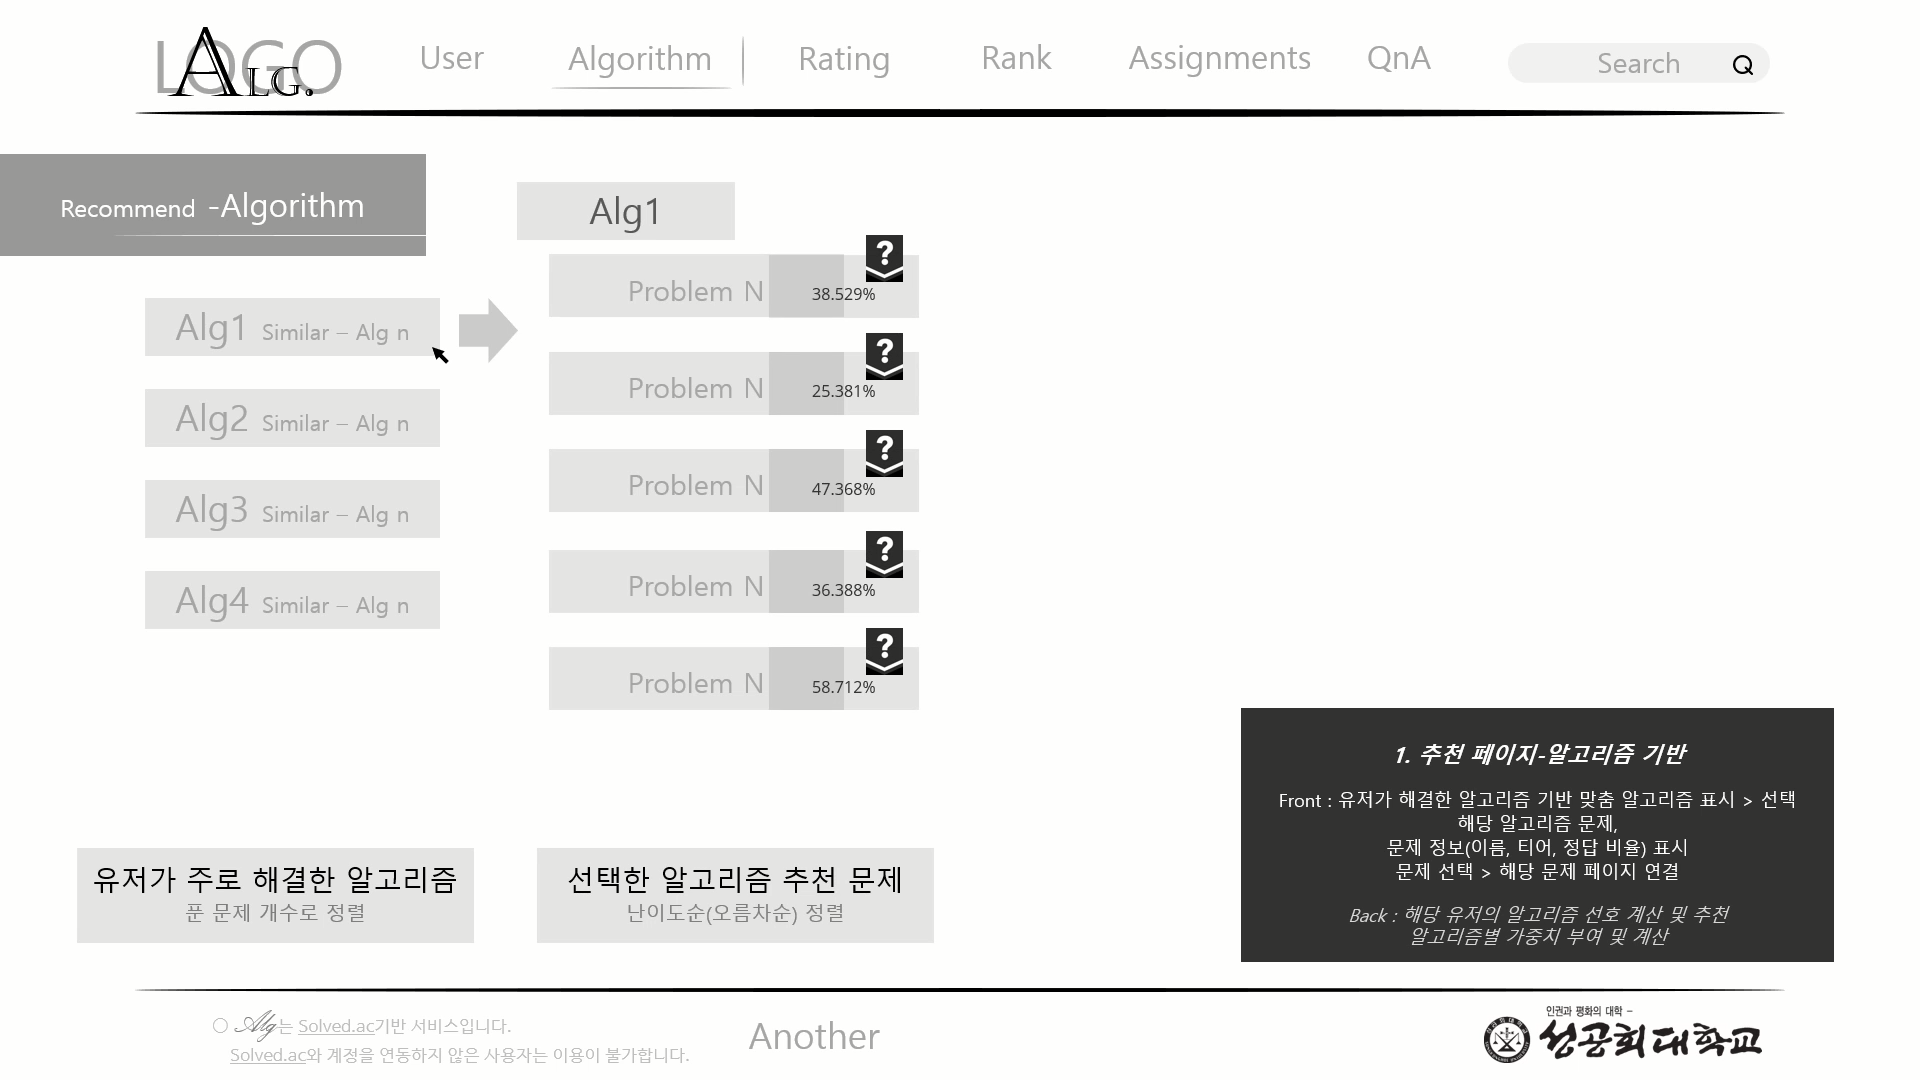 LOGO
ALG.
User
Algorithm
Rating
Rank
Assignments
QnA
Search
Recommend -Algorithm
Alg1 Similar – Alg n
Alg2 Similar – Alg n
Alg3 Similar – Alg n
Alg4 Similar – Alg n
Alg1
?
Problem N 38.529%
?
Problem N 25.381%
?
Problem N 47.368%
?
Problem N 36.388%
?
Problem N 58.712%
유저가 주로 해결한 알고리즘
푼 문제 개수로 정렬
선택한 알고리즘 추천 문제
난이도순(오름차순) 정렬
1. 추천 페이지-알고리즘 기반
Front : 유저가 해결한 알고리즘 기반 맞춤 알고리즘 표시 > 선택
해당 알고리즘 문제,
문제 정보(이름, 티어, 정답 비율) 표시
문제 선택 > 해당 문제 페이지 연결
Back : 해당 유저의 알고리즘 선호 계산 및 추천
알고리즘별 가중치 부여 및 계산
○ Alg는 Solved.ac기반 서비스입니다.
Solved.ac와 계정을 연동하지 않은 사용자는 이용이 불가합니다.
Another
인권과 평화의 대학 –
성공회대학교